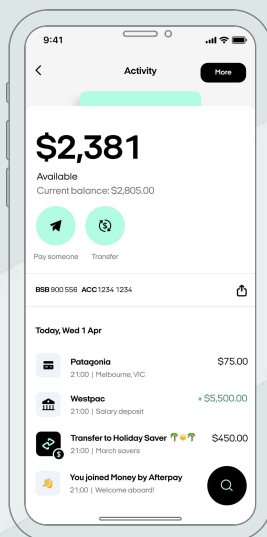 9:41
Activity
More
$2,381
Available
Current balance: $2,805.00
Pay someone Transfer
BSB 900 556 ACC 1234 1234
Today, Wed 1 Apr
Patagonia $75.00
21:00 | Melbourne, VIC
Westpac +$5,500.00
21:00 | Salary deposit
Transfer to Holiday Saver 🌴☀️🌴 $450.00
21:00 | March savers
You joined Money by Afterpay
21:00 | Welcome aboard!